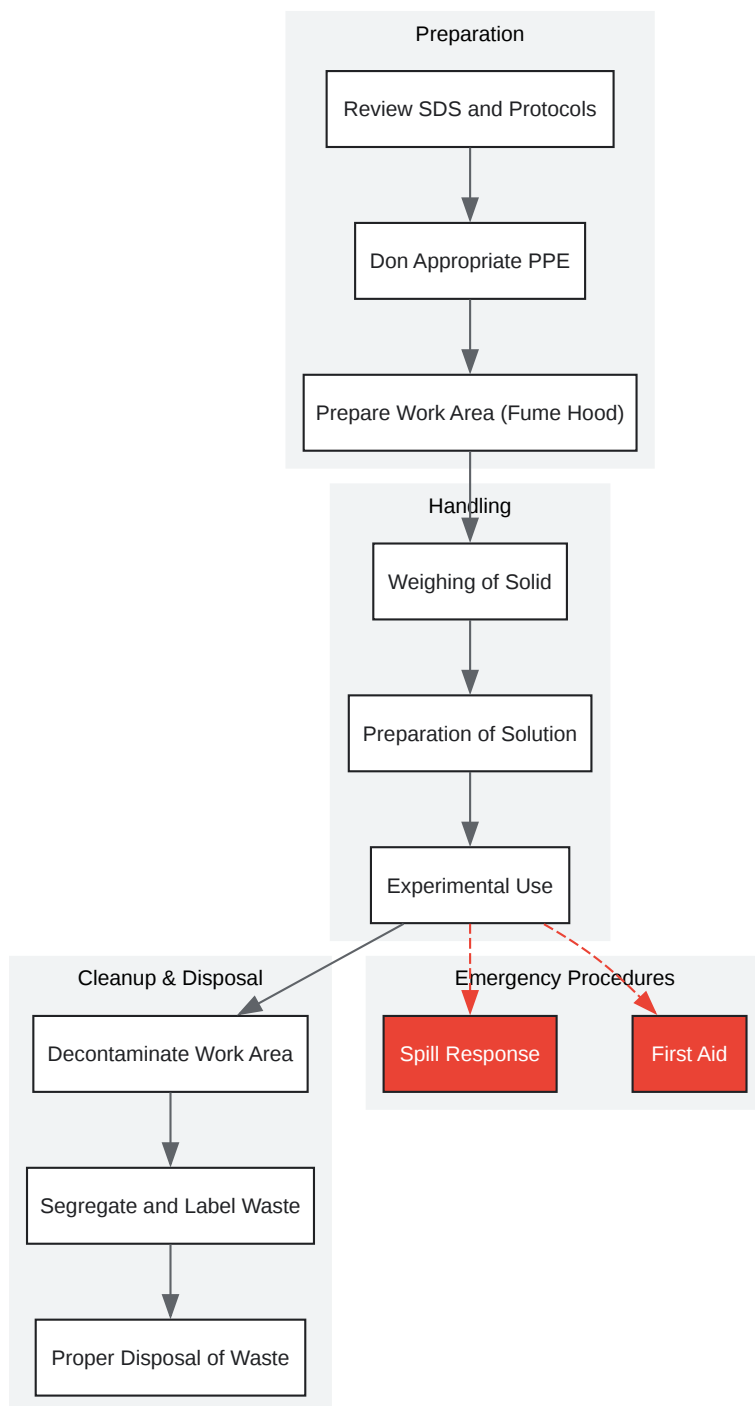 Preparation
Review SDS and Protocols
Don Appropriate PPE
Prepare Work Area (Fume Hood)
Handling
Weighing of Solid
Preparation of Solution
Experimental Use
Cleanup & Disposal
Decontaminate Work Area
Segregate and Label Waste
Proper Disposal of Waste
Emergency Procedures
Spill Response
First Aid